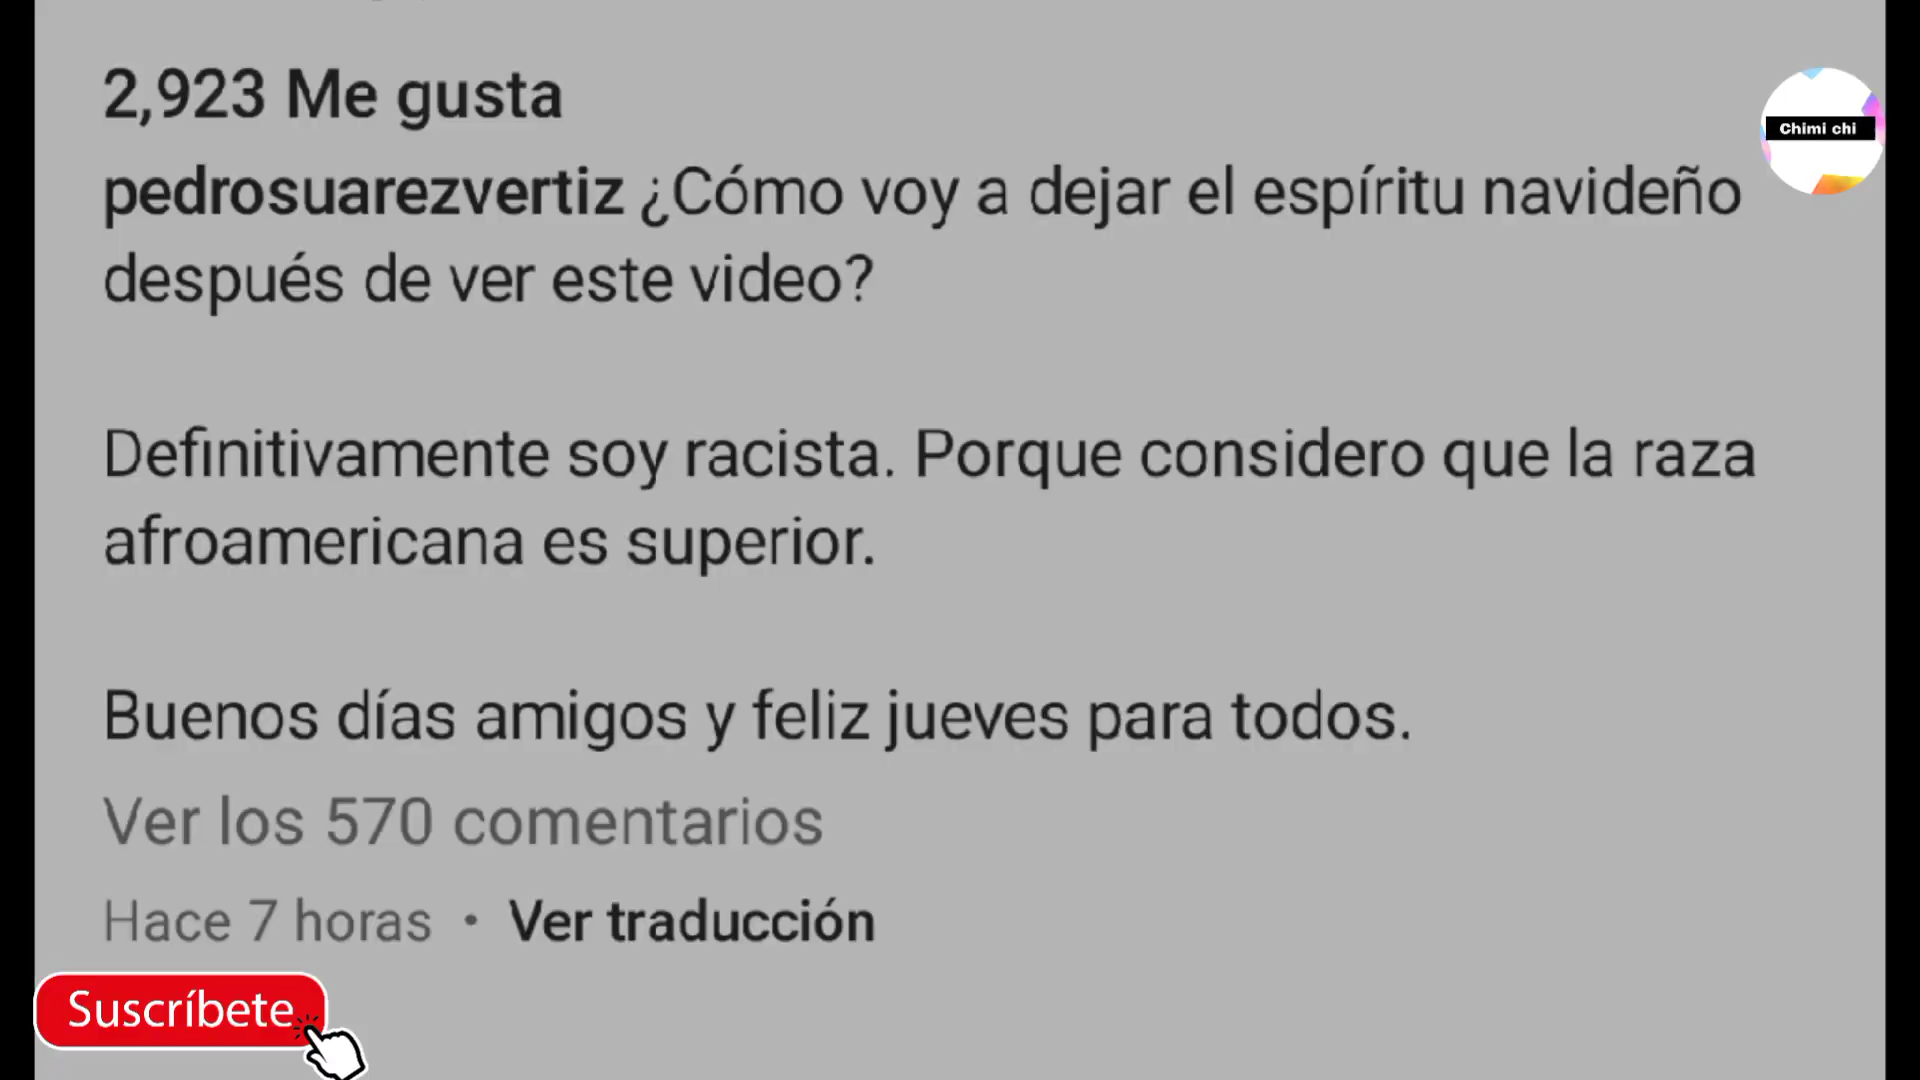 2,923 Me gusta
Chimi chi
pedrosuarezvertiz ¿Cómo voy a dejar el espíritu navideño
después de ver este video?
Definitivamente soy racista. Porque considero que la raza
afroamericana es superior.
Buenos días amigos y feliz jueves para todos.
Ver los 570 comentarios
Hace 7 horas • Ver traducción
Suscríbete